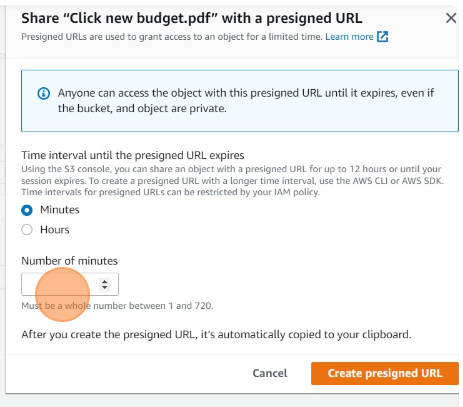 Share “Click new budget.pdf” with a presigned URL
Presigned URLs are used to grant access to an object for a limited time. Learn more
Anyone can access the object with this presigned URL until it expires, even if
the bucket, and object are private.
Time interval until the presigned URL expires
Using the S3 console, you can share an object with a presigned URL for up to 12 hours or until your
session expires. To create a presigned URL with a longer time interval, use the AWS CLI or AWS SDK.
Time intervals for presigned URLs can be restricted by your IAM policy.
Minutes
Hours
Number of minutes
Must be a whole number between 1 and 720.
After you create the presigned URL, it's automatically copied to your clipboard.
Cancel
Create presigned URL